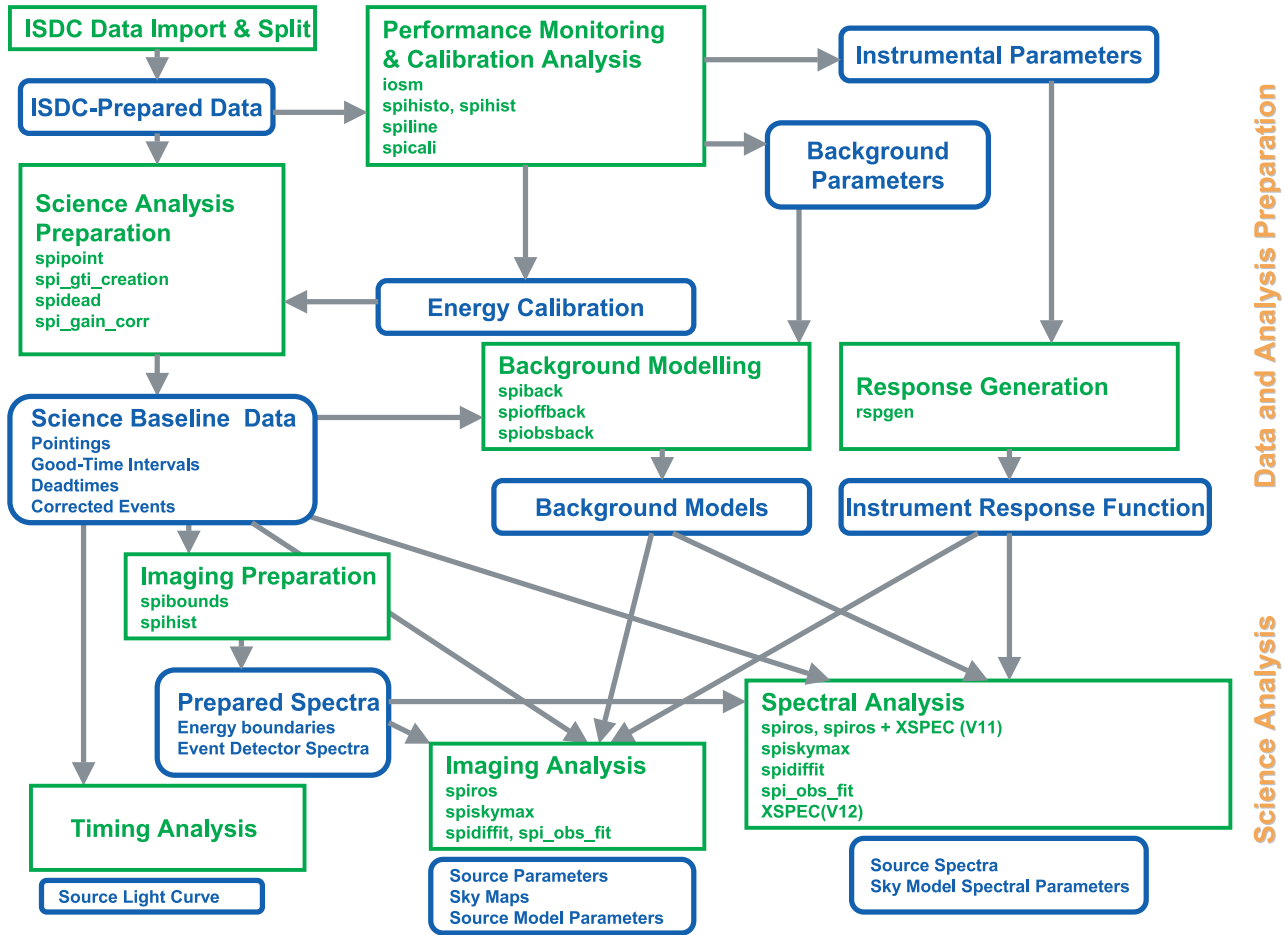 ISDC Data Import & Split
ISDC-Prepared Data
Performance Monitoring
& Calibration Analysis
iosm
spihisto, spihist
spiline
spicali
Instrumental Parameters
Background
Parameters
Science Analysis
Preparation
spipoint
spi_gti_creation
spidead
spi_gain_corr
Energy Calibration
Background Modelling
spiback
spioffback
spiobsback
Response Generation
rspgen
Science Baseline  Data
Pointings
Good-Time Intervals
Deadtimes
Corrected Events
Background Models
Instrument Response Function
Imaging Preparation
spibounds
spihist
Prepared Spectra
Energy boundaries
Event Detector Spectra
Imaging Analysis
spiros
spiskymax
spidiffit, spi_obs_fit
Spectral Analysis
spiros, spiros + XSPEC (V11)
spiskymax
spidiffit
spi_obs_fit
XSPEC(V12)
Timing Analysis
Source Light Curve
Source Parameters
Sky Maps
Source Model Parameters
Source Spectra
Sky Model Spectral Parameters
Data and Analysis Preparation
Science Analysis